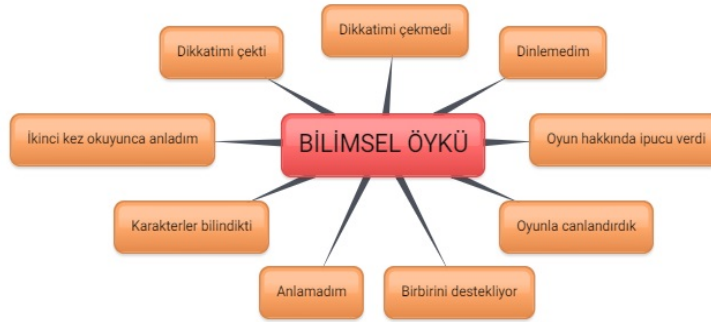 Dikkatimi çekmedi
Dikkatimi çekti
Dinlemedim
İkinci kez okuyunca anladım
BİLİMSEL ÖYKÜ
Oyun hakkında ipucu verdi
Karakterler bilindikti
Oyunla canlandırdık
Anlamadım
Birbirini destekliyor